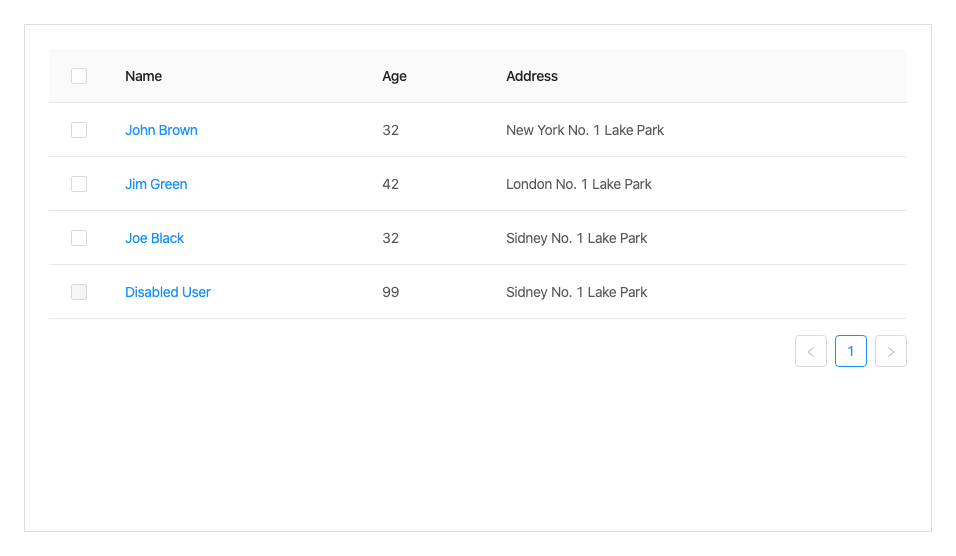 Name Age Address
John Brown 32 New York No. 1 Lake Park
Jim Green 42 London No. 1 Lake Park
Joe Black 32 Sidney No. 1 Lake Park
Disabled User 99 Sidney No. 1 Lake Park
1